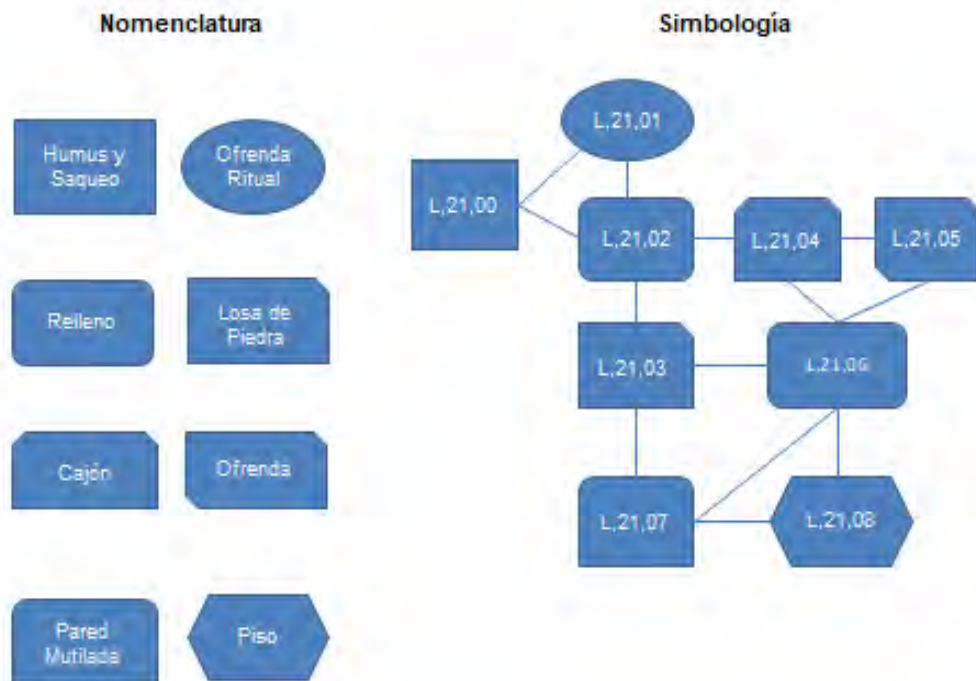 Nomenclatura
Simbología
Humus y
Saqueo
Ofrenda
Ritual
Relleno
Losa de
Piedra
Cajón
Ofrenda
Pared
Mutilada
Piso
L,21,01
L,21,00
L,21,02
L,21,04
L,21,05
L,21,03
L,21,06
L,21,07
L,21,08